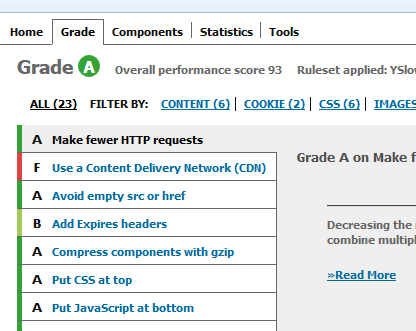 Home Grade Components Statistics Tools
Grade A Overall performance score 93 Ruleset applied: YSlow
ALL (23) FILTER BY: CONTENT (6) COOKIE (2) CSS (6) IMAGES
A Make fewer HTTP requests
F Use a Content Delivery Network (CDN)
A Avoid empty src or href
B Add Expires headers
A Compress components with gzip
A Put CSS at top
A Put JavaScript at bottom
Grade A on Make f
Decreasing the
combine multipl
»Read More